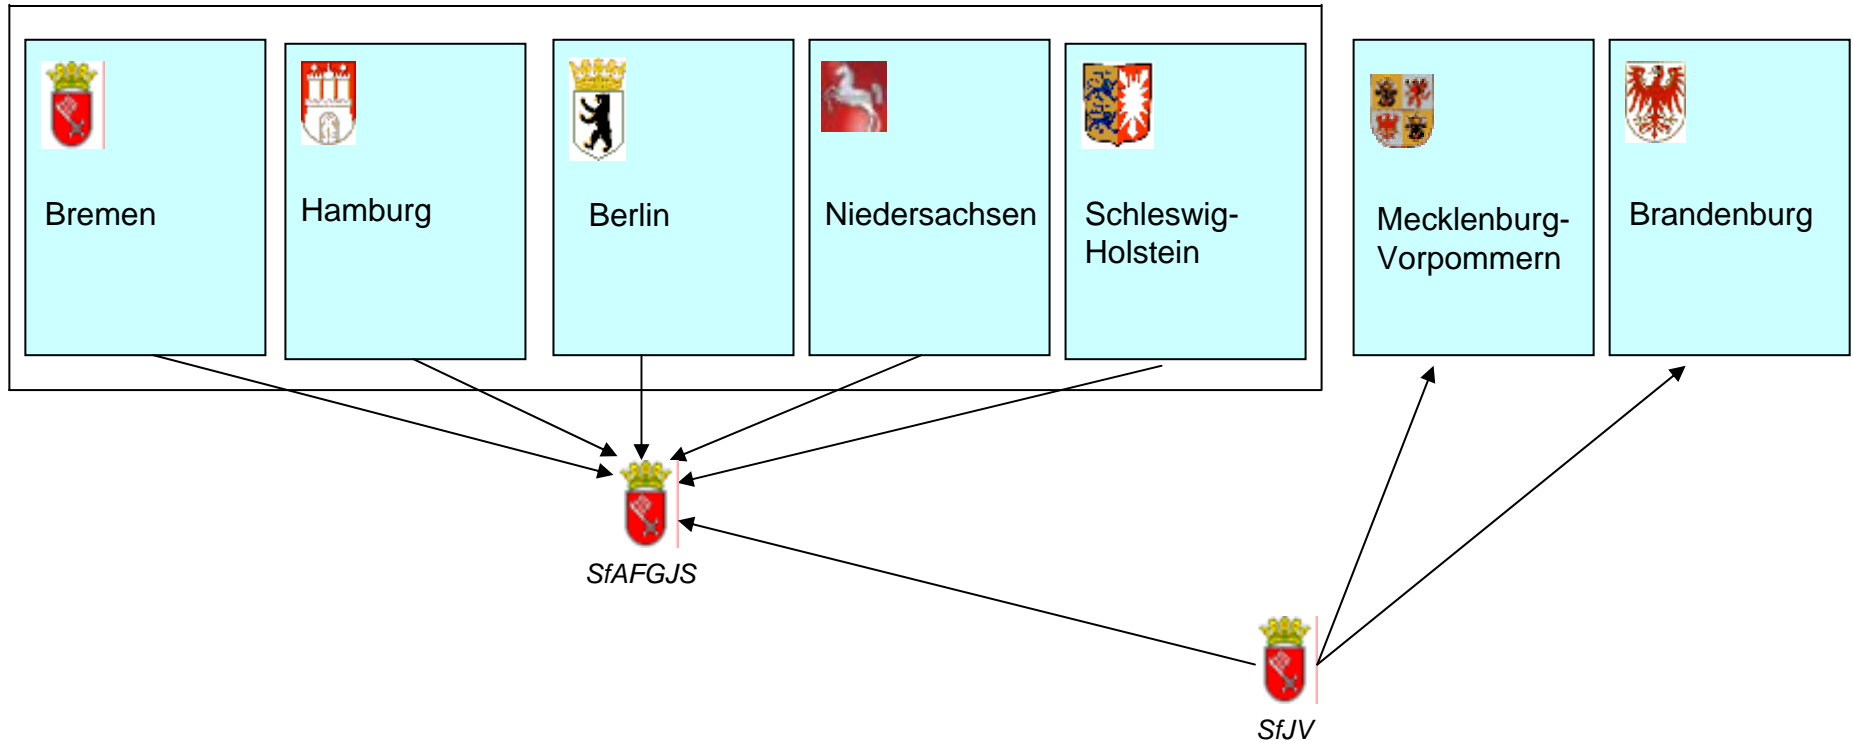 Bremen
Hamburg
Berlin
Niedersachsen
Schleswig-
Holstein
Mecklenburg-
Vorpommern
Brandenburg
SfAFGJS
SfJV